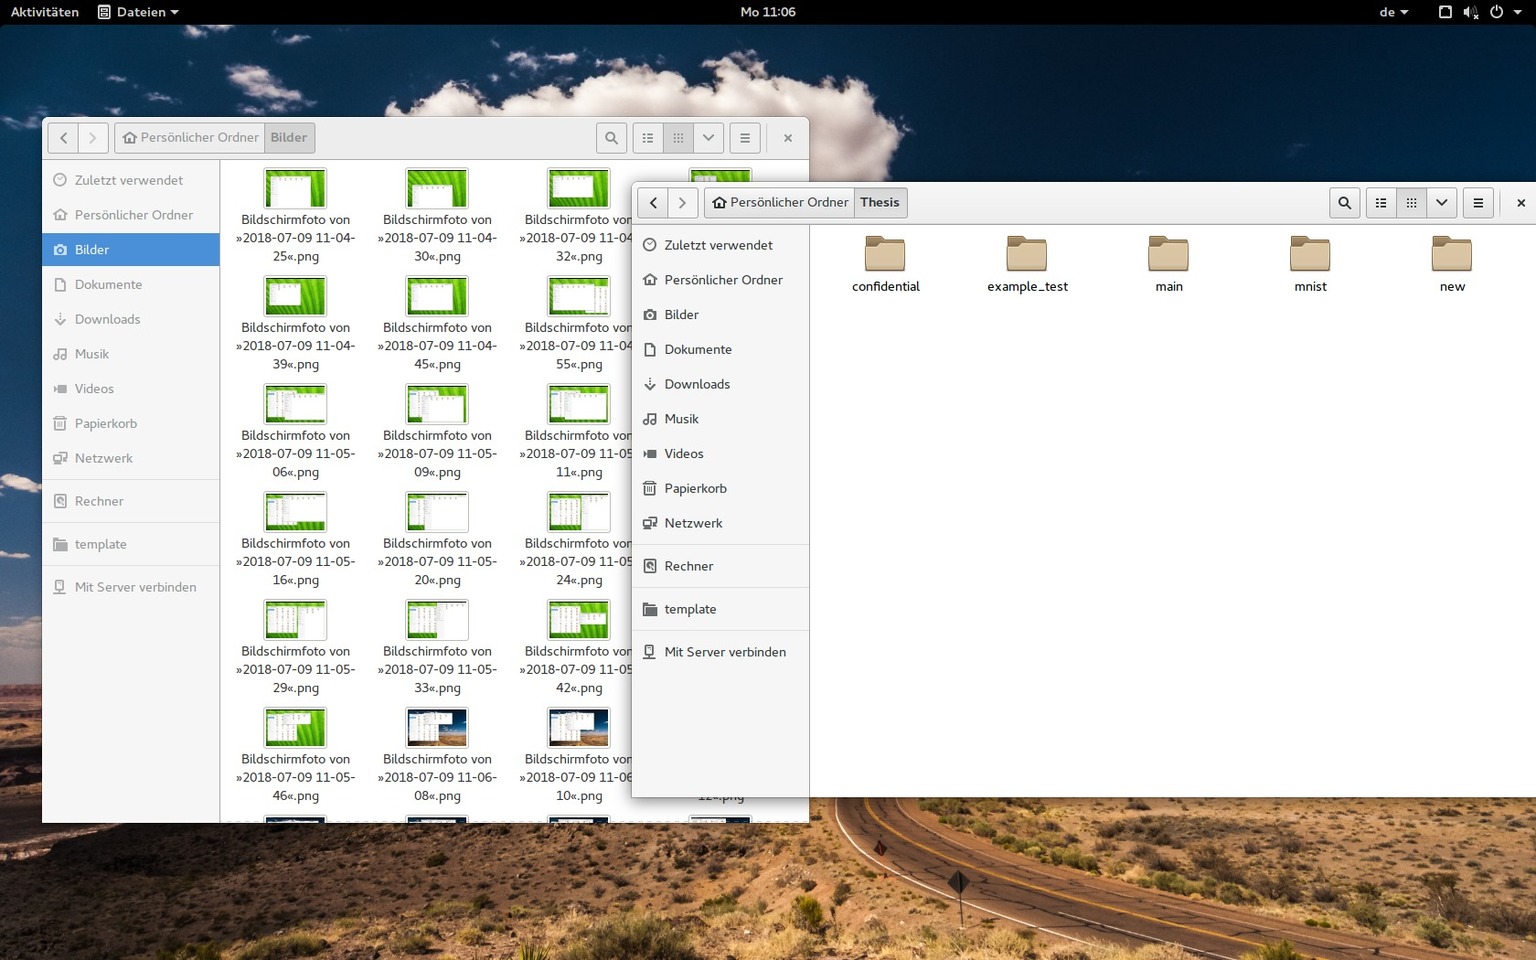 Aktivitäten Dateien Mo 11:06 de
Persönlicher Ordner Bilder
Zuletzt verwendet
Persönlicher Ordner
Bilder
Dokumente
Downloads
Musik
Videos
Papierkorb
Netzwerk
Rechner
template
Mit Server verbinden
Bildschirmfoto von Bildschirmfoto von Bildschirmfoto von
»2018-07-09 11-04- »2018-07-09 11-04- »2018-07-09 11-04
25«.png 30«.png 32«.png
Bildschirmfoto von Bildschirmfoto von Bildschirmfoto von
»2018-07-09 11-04- »2018-07-09 11-04- »2018-07-09 11-04
39«.png 45«.png 55«.png
Bildschirmfoto von Bildschirmfoto von Bildschirmfoto von
»2018-07-09 11-05- »2018-07-09 11-05- »2018-07-09 11-05
06«.png 09«.png 11«.png
Bildschirmfoto von Bildschirmfoto von Bildschirmfoto von
»2018-07-09 11-05- »2018-07-09 11-05- »2018-07-09 11-05
16«.png 20«.png 24«.png
Bildschirmfoto von Bildschirmfoto von Bildschirmfoto von
»2018-07-09 11-05- »2018-07-09 11-05- »2018-07-09 11-05
29«.png 33«.png 42«.png
Bildschirmfoto von Bildschirmfoto von Bildschirmfoto von
»2018-07-09 11-05- »2018-07-09 11-06- »2018-07-09 11-06
46«.png 08«.png 10«.png 12«.png
Persönlicher Ordner Thesis
Zuletzt verwendet
Persönlicher Ordner
Bilder
Dokumente
Downloads
Musik
Videos
Papierkorb
Netzwerk
Rechner
template
Mit Server verbinden
confidential example_test main mnist new